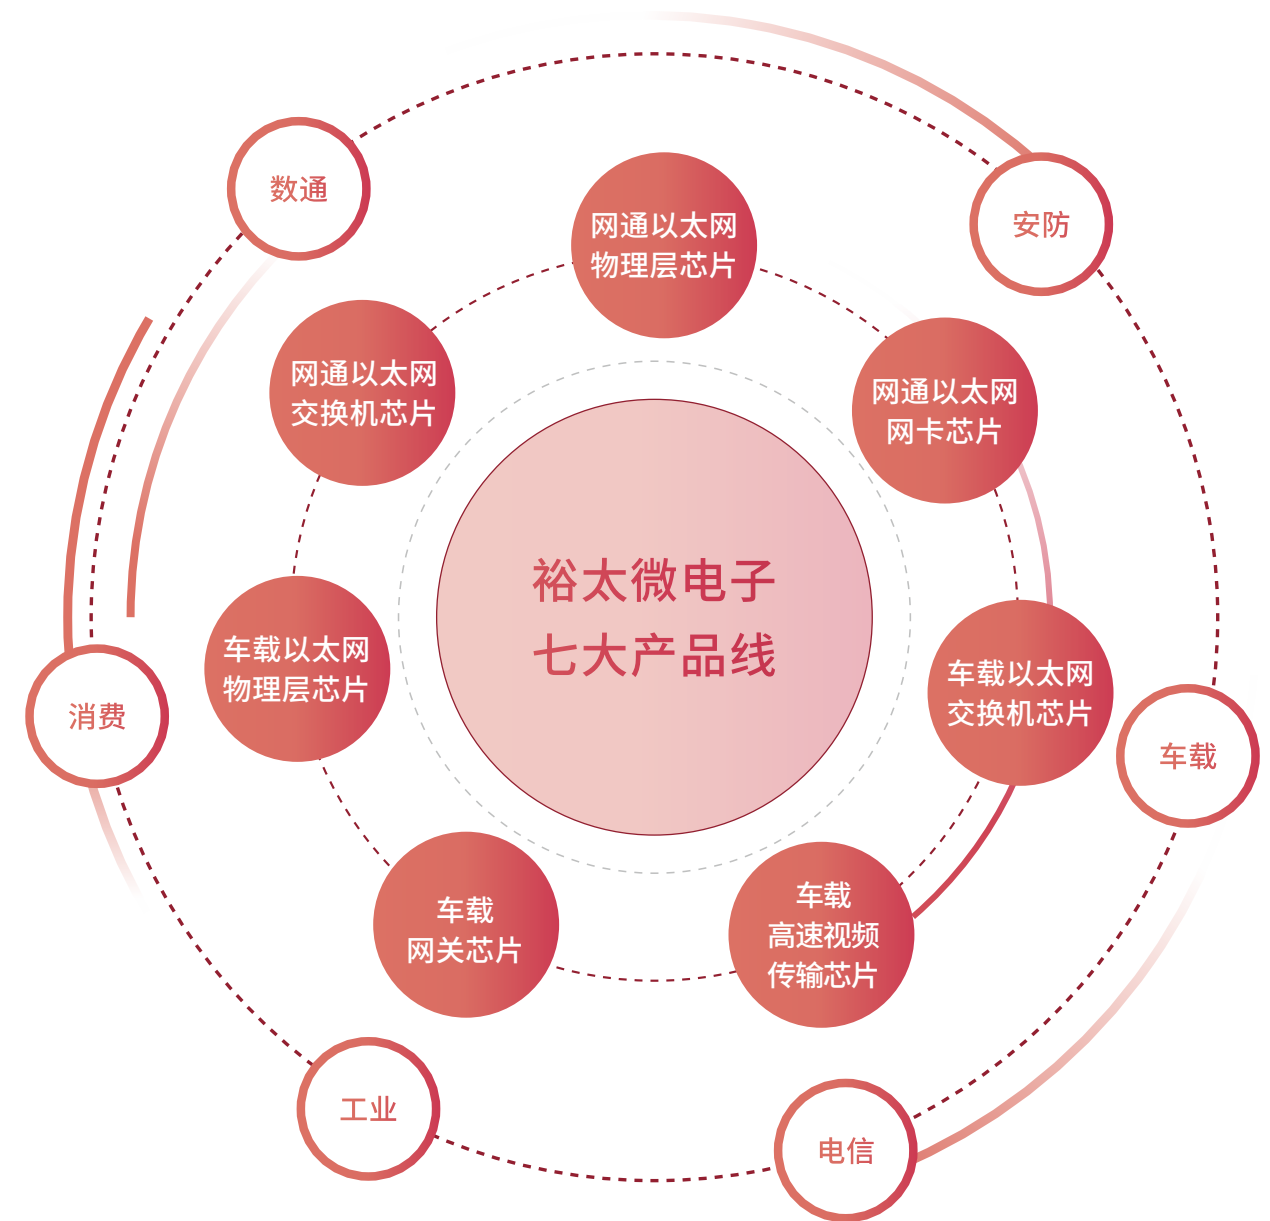 数通
安防
网通以太网
物理层芯片
网通以太网
交换机芯片
网通以太网
网卡芯片
裕太微电子
七大产品线
车载以太网
物理层芯片
车载以太网
交换机芯片
消费
车载
车载
网关芯片
车载
高速视频
传输芯片
工业
电信